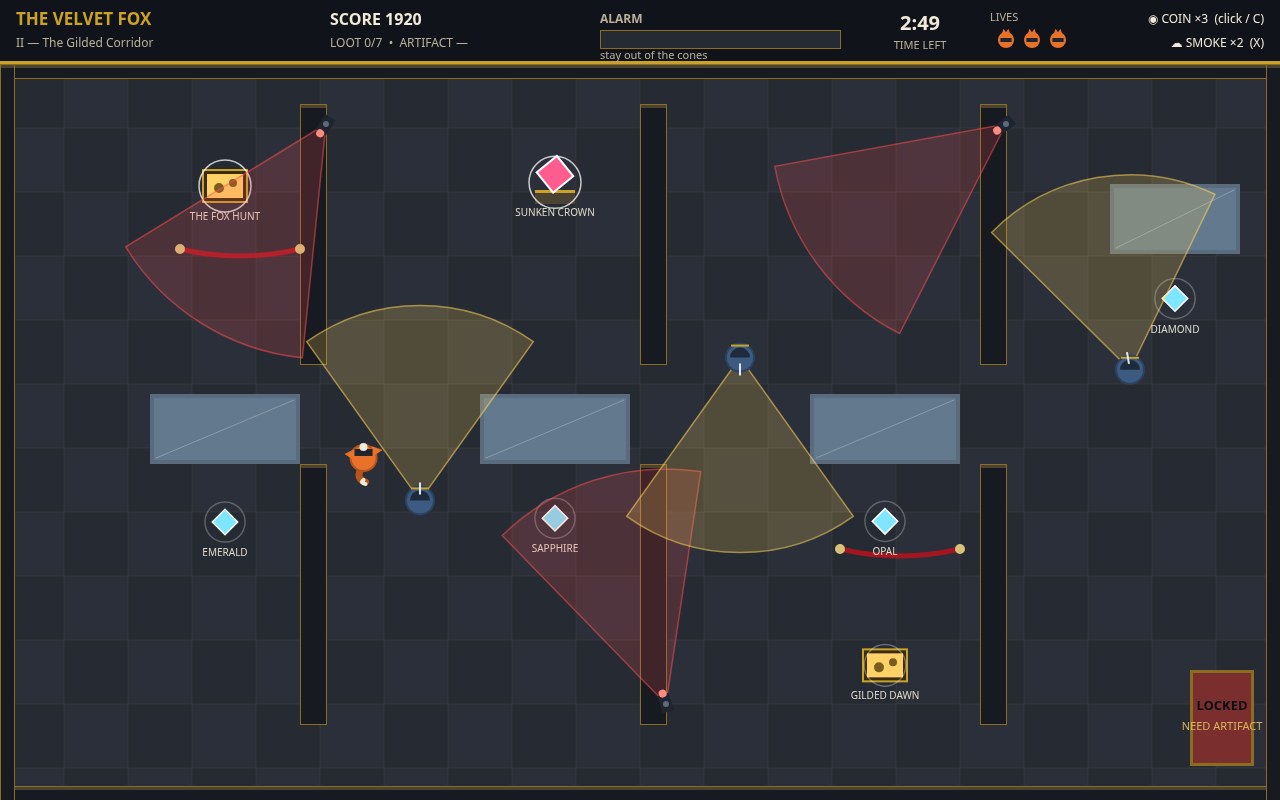 THE VELVET FOX
II — The Gilded Corridor
SCORE 1920
LOOT 0/7 • ARTIFACT —
ALARM
stay out of the cones
2:49
TIME LEFT
LIVES
◉ COIN ×3 (click / C)
☁ SMOKE ×2 (X)
THE FOX HUNT
SUNKEN CROWN
DIAMOND
EMERALD
SAPPHIRE
OPAL
GILDED DAWN
LOCKED
NEED ARTIFACT